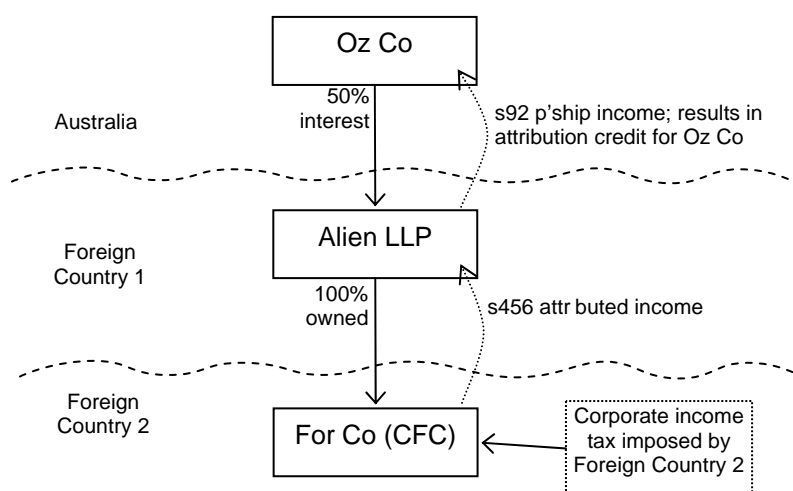 Oz Co
50%
interest
s92 p'ship income; results in
attribution credit for Oz Co
Australia
Alien LLP
Foreign
Country 1
100%
owned
s456 attr buted income
Foreign
Country 2
For Co (CFC)
Corporate income
tax imposed by
Foreign Country 2